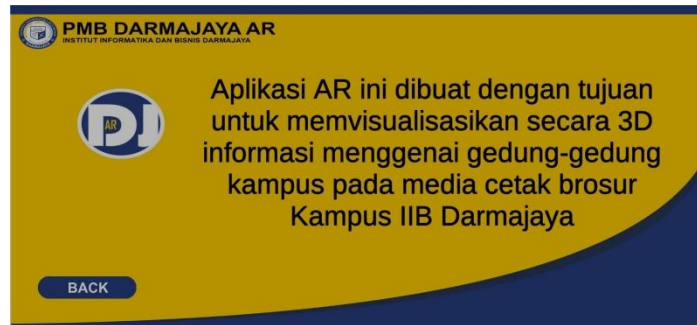 PMB DARMAJAYA AR
INSTITUT INFORMATIKA DAN BISNIS DARMAJAYA
AR
DJ
Aplikasi AR ini dibuat dengan tujuan
untuk memvisualisasikan secara 3D
informasi menggenai gedung-gedung
kampus pada media cetak brosur
Kampus IIB Darmajaya
BACK